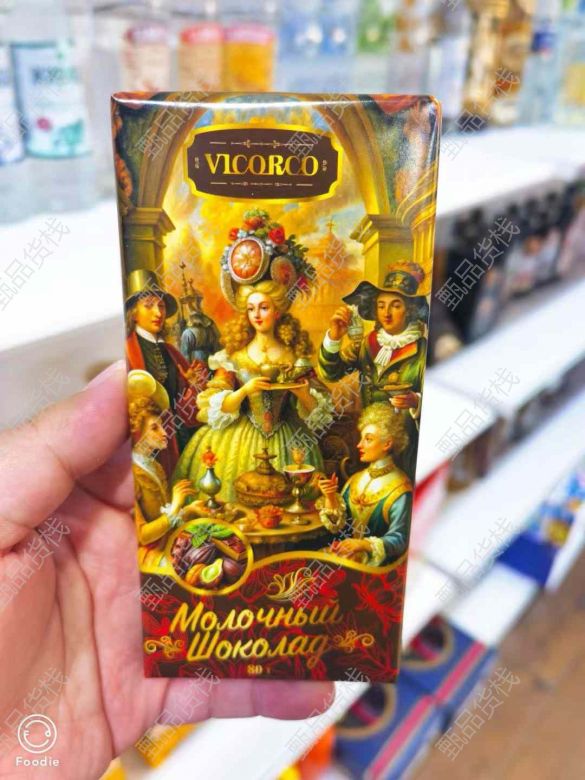 VICORCO
Молочный
Шоколад
80 г
Foodie
甄品货栈